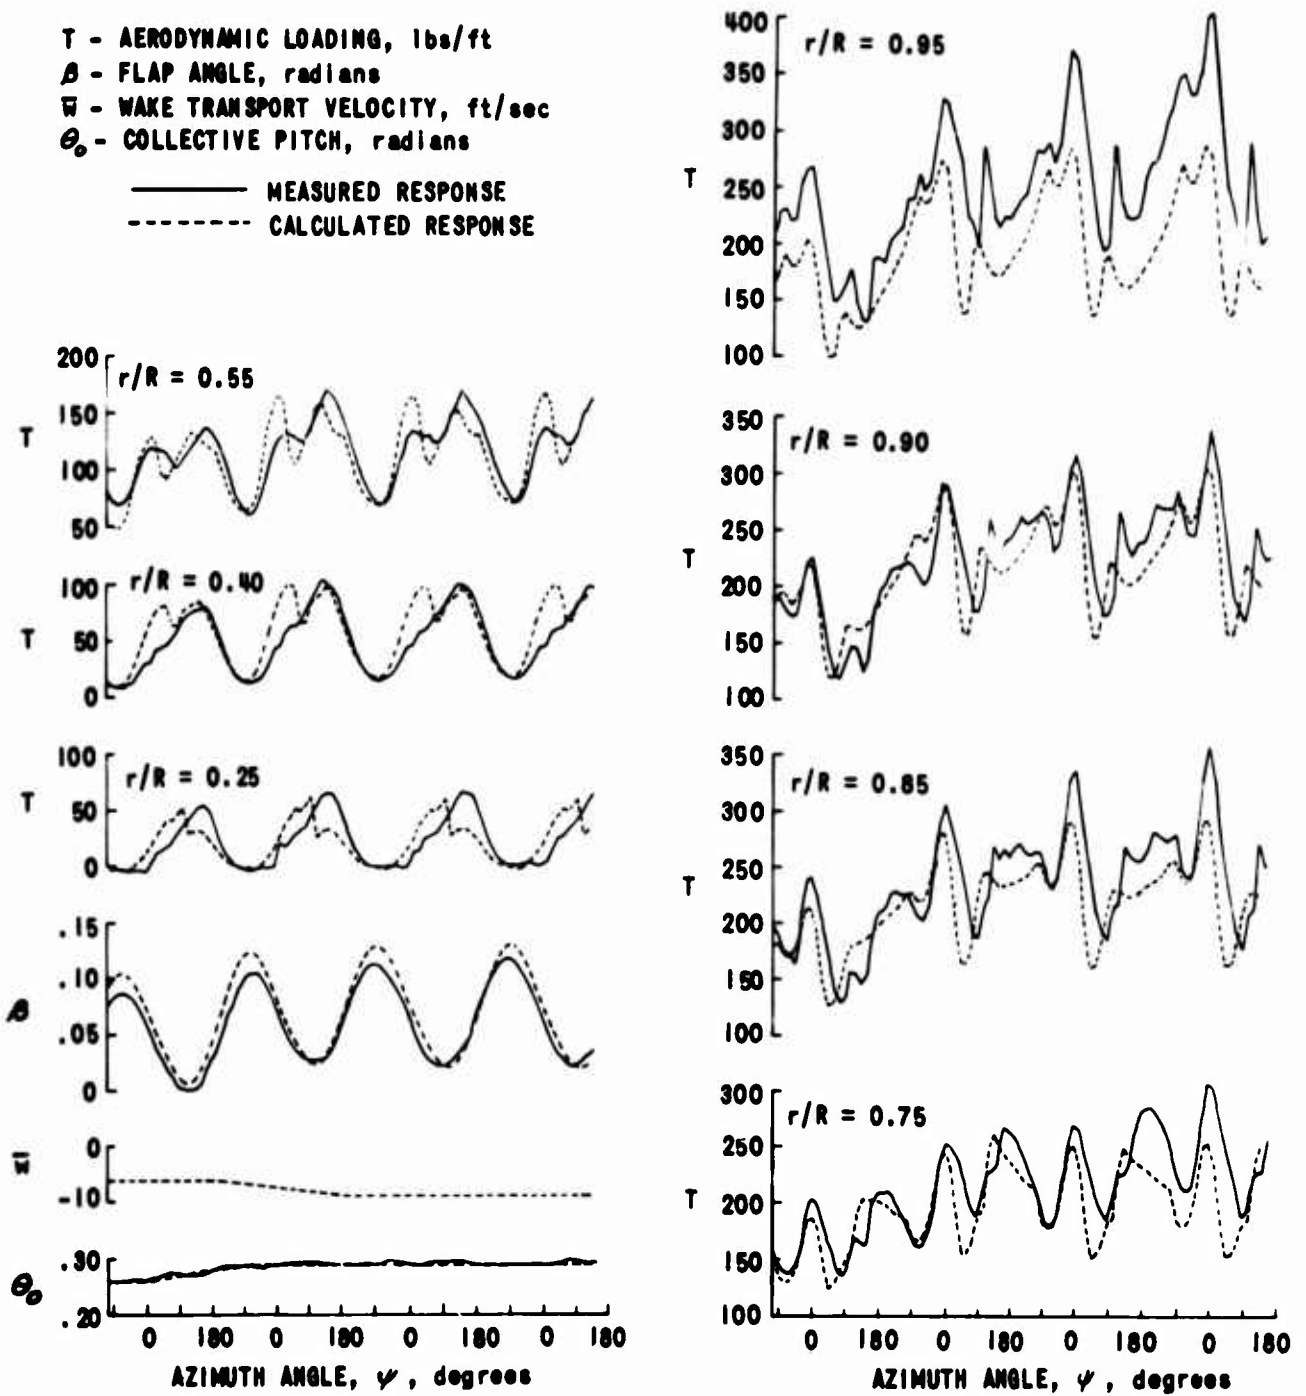 T - AERODYNAMIC LOADING, lbs/ft
β - FLAP ANGLE, radians
w̄ - WAKE TRANSPORT VELOCITY, ft/sec
θ₀ - COLLECTIVE PITCH, radians
MEASURED RESPONSE
CALCULATED RESPONSE
r/R = 0.55
T
200
150
100
50
r/R = 0.40
T
100
50
0
r/R = 0.25
T
100
50
0
β
.15
.10
.05
0
w̄
0
-10
θ₀
.30
.20
0 180 0 180 0 180 0 180
AZIMUTH ANGLE, ψ, degrees
r/R = 0.95
T
400
350
300
250
200
150
100
r/R = 0.90
T
350
300
250
200
150
100
r/R = 0.85
T
350
300
250
200
150
100
r/R = 0.75
T
300
250
200
150
100
0 180 0 180 0 180 0 180
AZIMUTH ANGLE, ψ, degrees